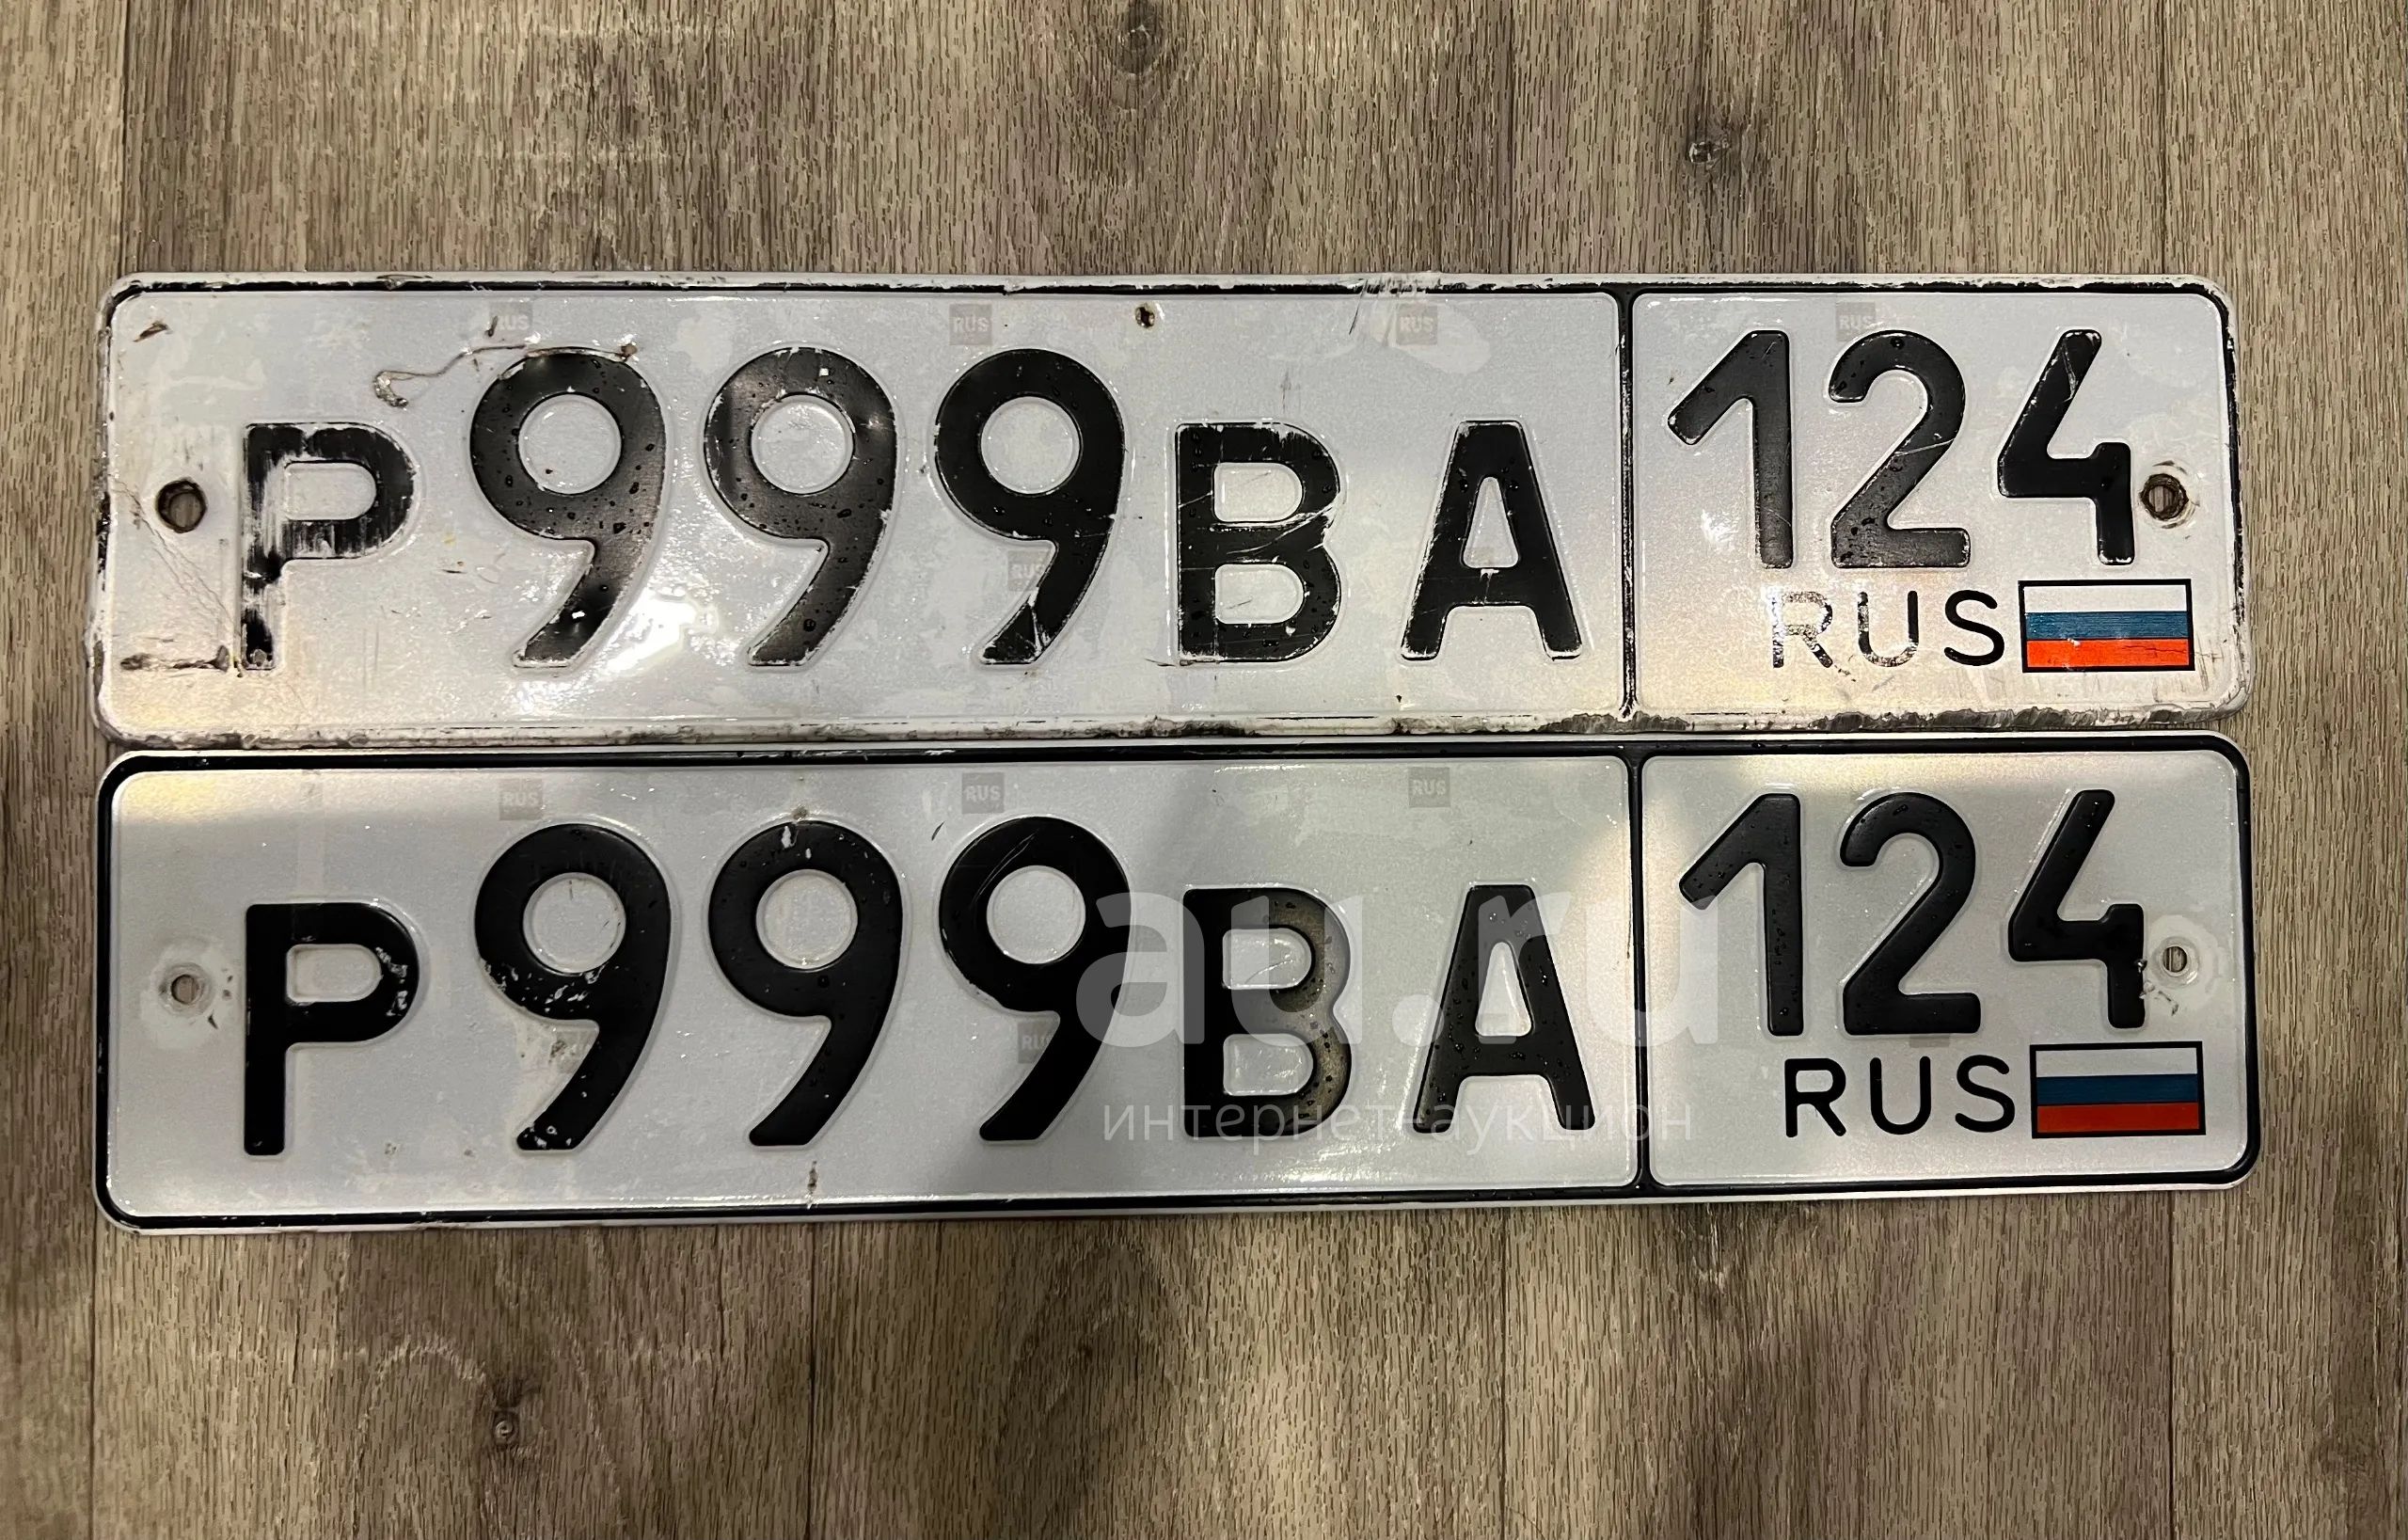 Р999ВА 124
RUS
Р999ВА 124
RUS
au.ru
интернет-аукцион